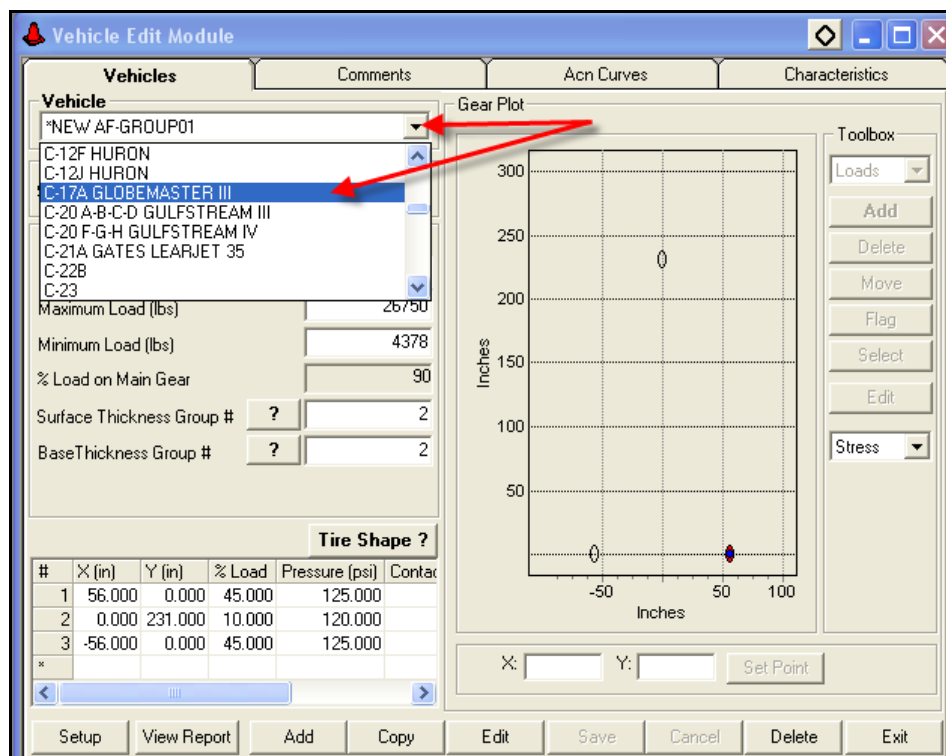 Vehicle Edit Module
Vehicles Comments Acn Curves Characteristics
Vehicle
*NEW AF-GROUP01
C-12F HURON
C-12J HURON
C-17A GLOBEMASTER III
C-20 A-B-C-D GULFSTREAM III
C-20 F-G-H GULFSTREAM IV
C-21A GATES LEARJET 35
C-22B
C-23
Maximum Load (lbs) 26750
Minimum Load (lbs) 4378
% Load on Main Gear 90
Surface Thickness Group # ? 2
BaseThickness Group # ? 2
Tire Shape ?
# X (in) Y (in) % Load Pressure (psi) Contac
1 56.000 0.000 45.000 125.000
2 0.000 231.000 10.000 120.000
3 -56.000 0.000 45.000 125.000
*
Gear Plot
300
250
200
150
100
50
Inches
-50 50 100
Inches
X: Y: Set Point
Toolbox
Loads
Add
Delete
Move
Flag
Select
Edit
Stress
Setup View Report Add Copy Edit Save Cancel Delete Exit